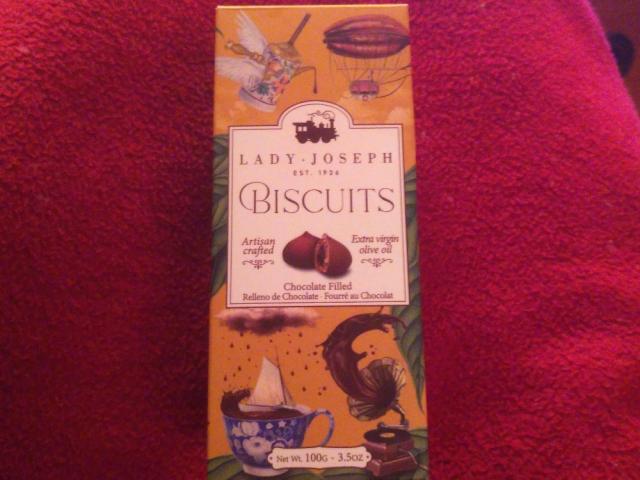 LADY · JOSEPH
EST. 1926
BISCUITS
Artisan crafted
Extra virgin olive oil
Chocolate Filled
Relleno de Chocolate · Fourré au Chocolat
Net Wt. 100G - 3.5OZ